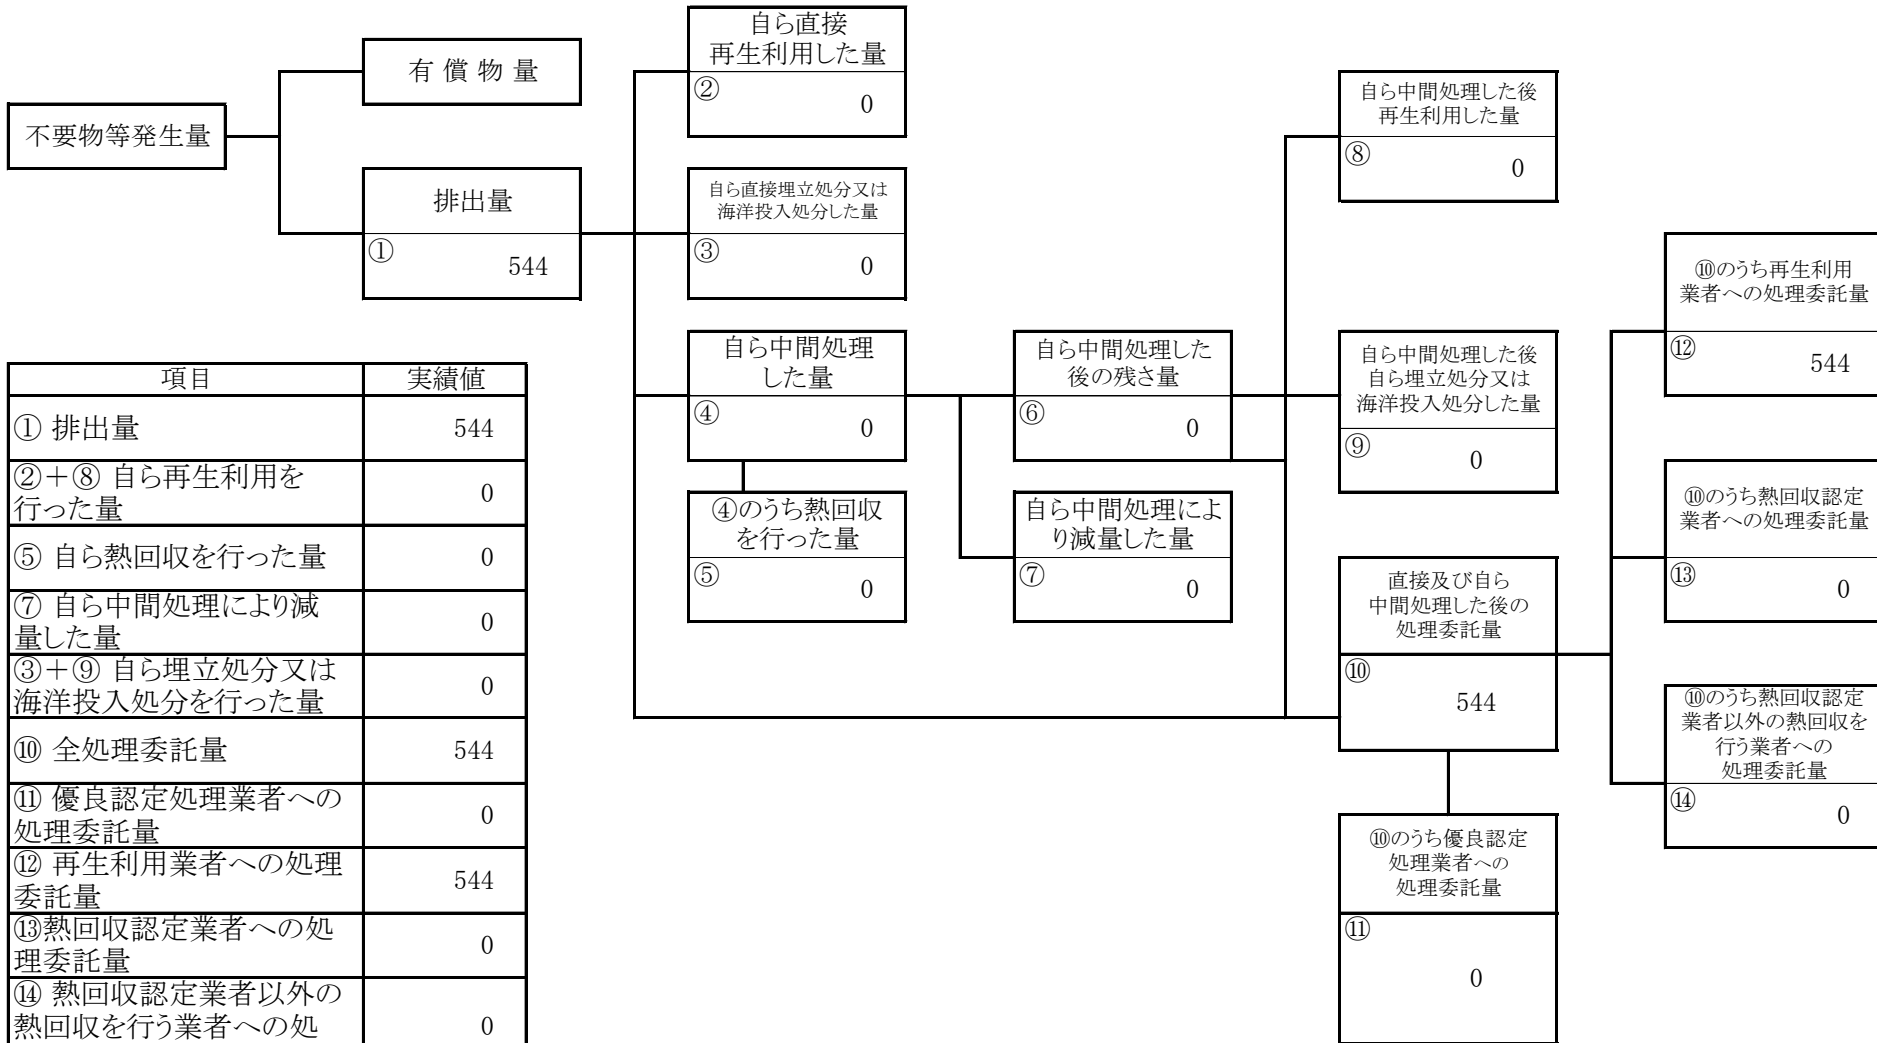 不要物等発生量
有 償 物 量
排出量
①
544
自ら直接
再生利用した量
②
0
自ら直接埋立処分又は
海洋投入処分した量
③
0
自ら中間処理
した量
④
0
④のうち熱回収
を行った量
⑤
0
自ら中間処理した
後の残さ量
⑥
0
自ら中間処理によ
り減量した量
⑦
0
自ら中間処理した後
再生利用した量
⑧
0
自ら中間処理した後
自ら埋立処分又は
海洋投入処分した量
⑨
0
直接及び自ら
中間処理した後の
処理委託量
⑩
544
⑩のうち優良認定
処理業者への
処理委託量
⑪
0
⑩のうち再生利用
業者への処理委託量
⑫
544
⑩のうち熱回収認定
業者への処理委託量
⑬
0
⑩のうち熱回収認定
業者以外の熱回収を
行う業者への
処理委託量
⑭
0
項目 実績値
① 排出量 544
②＋⑧ 自ら再生利用を
行った量 0
⑤ 自ら熱回収を行った量 0
⑦ 自ら中間処理により減
量した量 0
③＋⑨ 自ら埋立処分又は
海洋投入処分を行った量 0
⑩ 全処理委託量 544
⑪ 優良認定処理業者への
処理委託量 0
⑫ 再生利用業者への処理
委託量 544
⑬熱回収認定業者への処
理委託量 0
⑭ 熱回収認定業者以外の
熱回収を行う業者への処 0